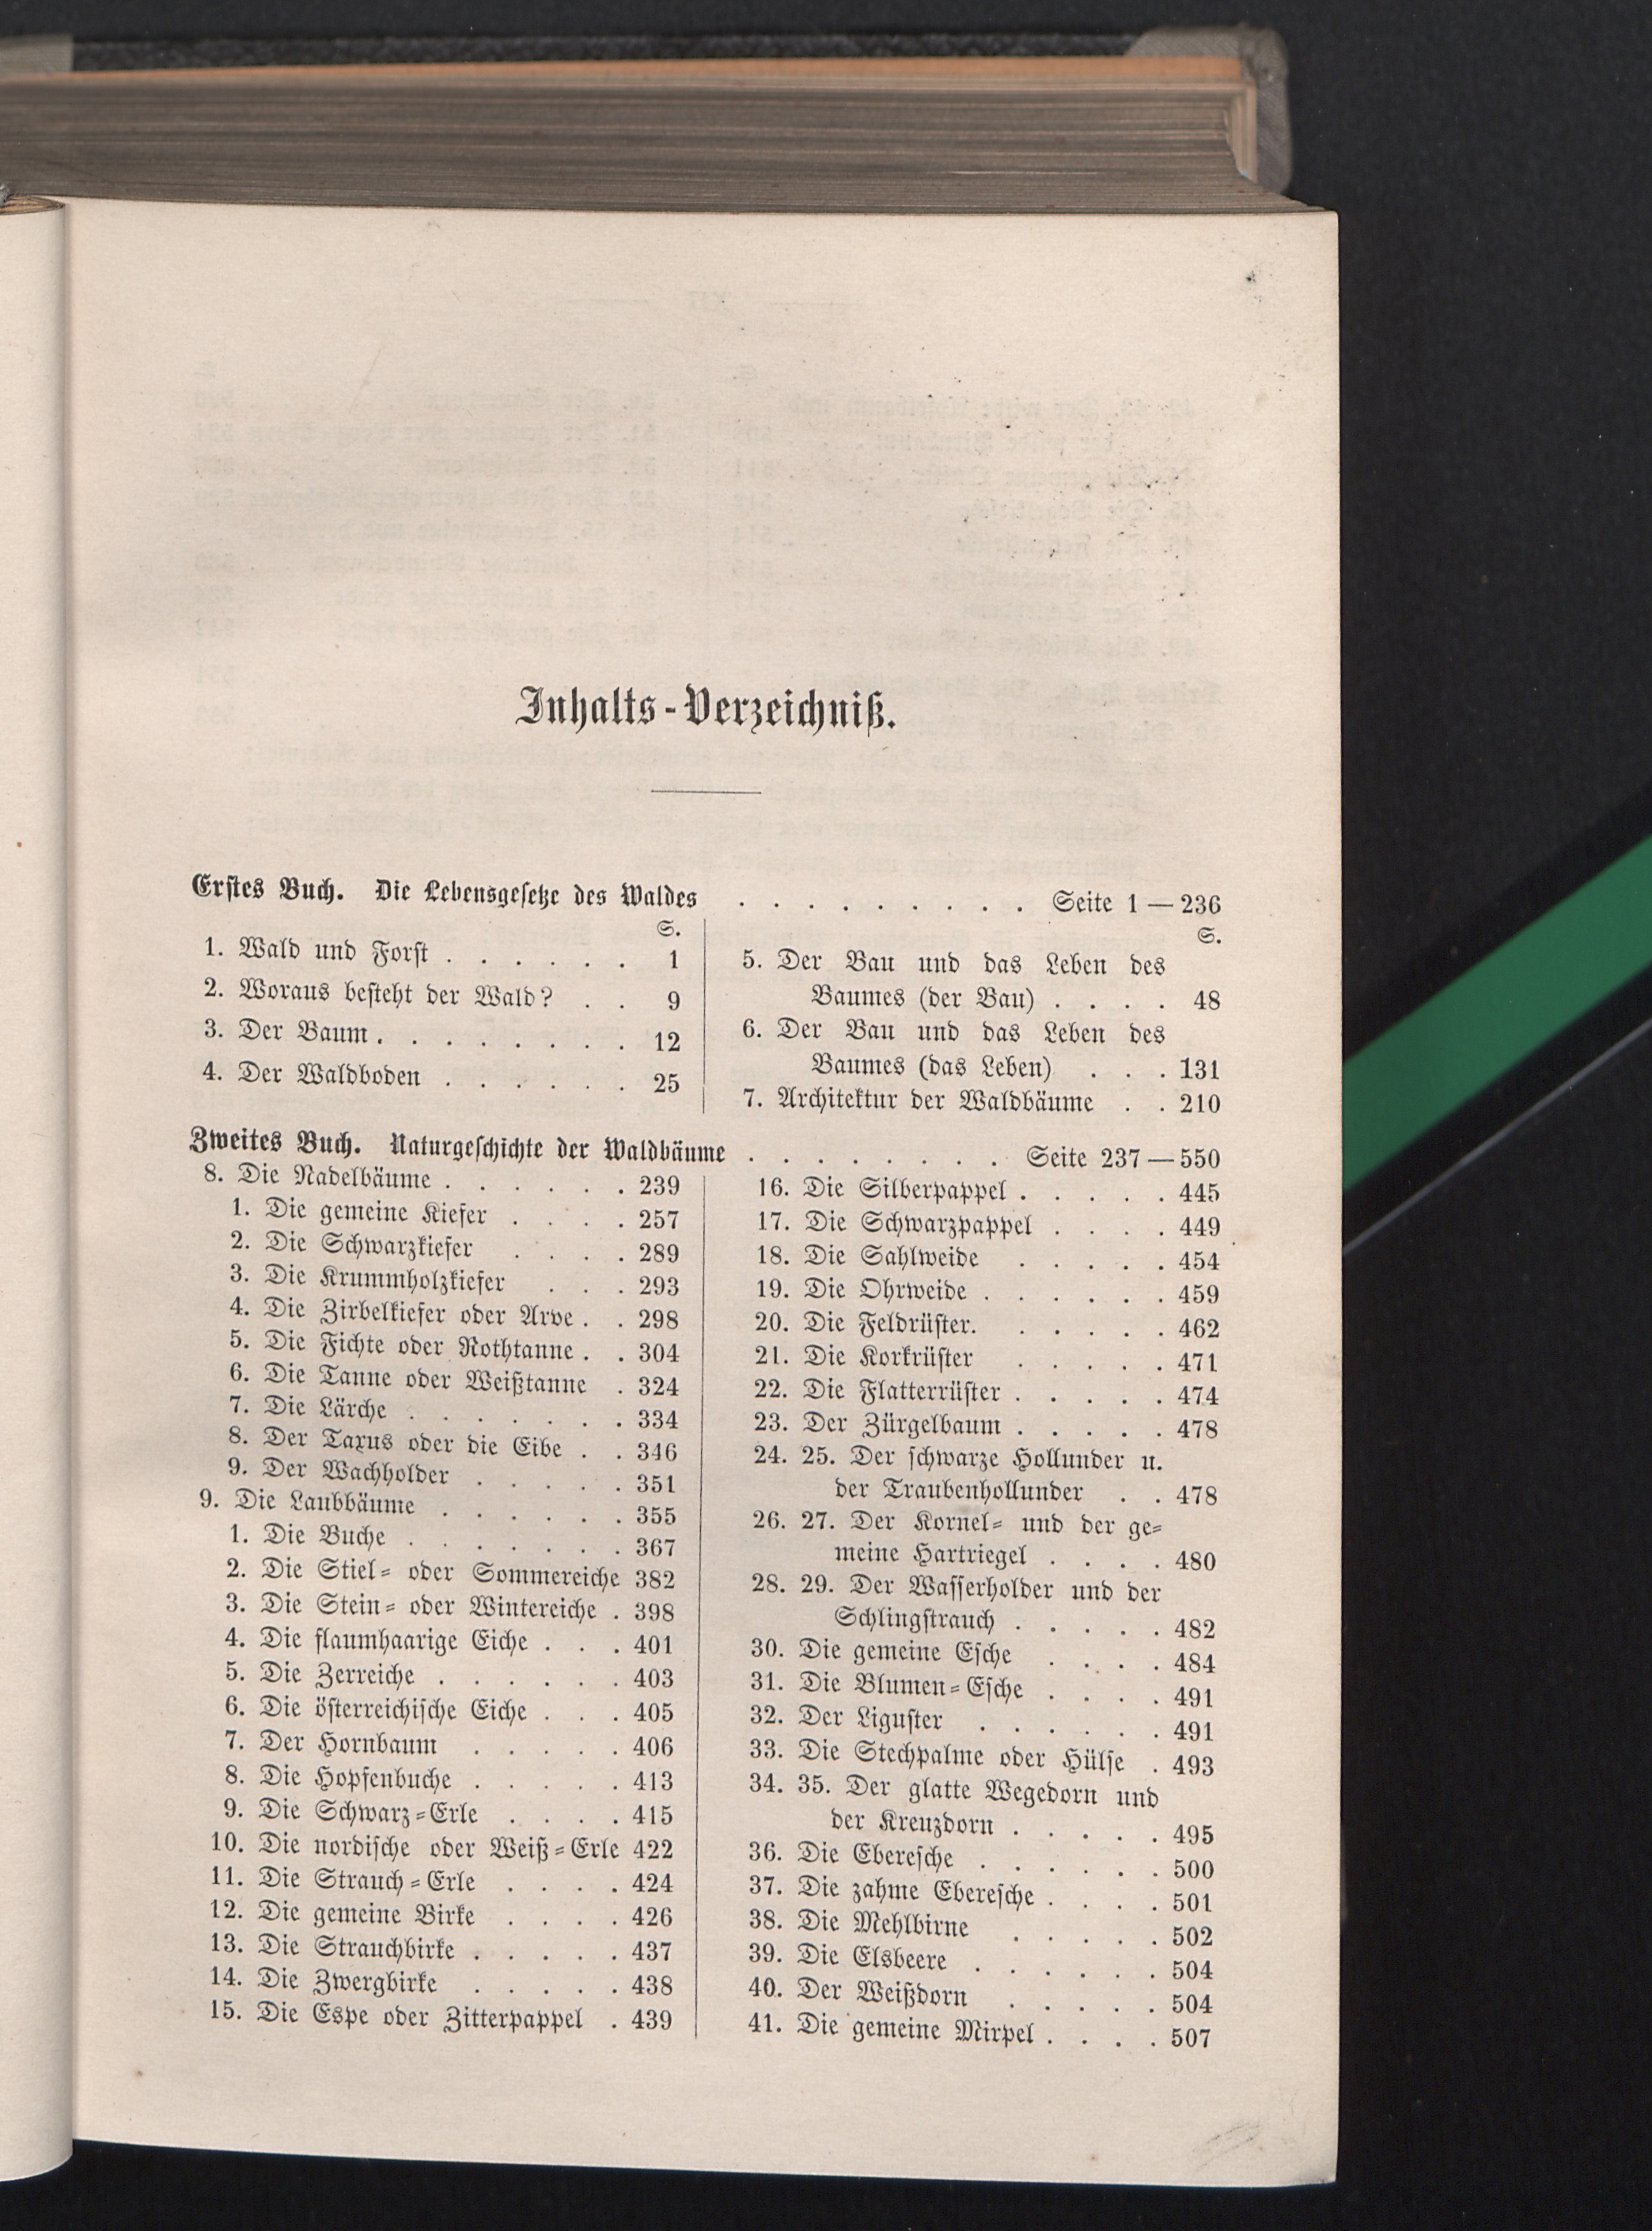 Inhalts-Verzeichniß.
Erstes Buch. Die Lebensgesetze des Waldes . . . . . . . . . Seite 1—236
S.
1. Wald und Forst . . . . . . 1
2. Woraus besteht der Wald? . . 9
3. Der Baum . . . . . . . . 12
4. Der Waldboden . . . . . . 25
S.
5. Der Bau und das Leben des
Baumes (der Bau) . . . . 48
6. Der Bau und das Leben des
Baumes (das Leben) . . . 131
7. Architektur der Waldbäume . . 210
Zweites Buch. Naturgeschichte der Waldbäume . . . . . . . . Seite 237—550
8. Die Nadelbäume . . . . . . 239
1. Die gemeine Kiefer . . . . 257
2. Die Schwarzkiefer . . . . 289
3. Die Krummholzkiefer . . . 293
4. Die Zirbelkiefer oder Arve . . 298
5. Die Fichte oder Rothtanne . . 304
6. Die Tanne oder Weißtanne . 324
7. Die Lärche . . . . . . . 334
8. Der Taxus oder die Eibe . . 346
9. Der Wachholder . . . . . 351
9. Die Laubbäume . . . . . . 355
1. Die Buche . . . . . . . 367
2. Die Stiel- oder Sommereiche 382
3. Die Stein- oder Wintereiche . 398
4. Die flaumhaarige Eiche . . . 401
5. Die Zerreiche . . . . . . 403
6. Die österreichische Eiche . . . 405
7. Der Hornbaum . . . . . 406
8. Die Hopfenbuche . . . . . 413
9. Die Schwarz-Erle . . . . 415
10. Die nordische oder Weiß-Erle 422
11. Die Strauch-Erle . . . . 424
12. Die gemeine Birke . . . . 426
13. Die Strauchbirke . . . . . 437
14. Die Zwergbirke . . . . . 438
15. Die Espe oder Zitterpappel . 439
16. Die Silberpappel . . . . . 445
17. Die Schwarzpappel . . . . 449
18. Die Sahlweide . . . . . 454
19. Die Ohrweide . . . . . . 459
20. Die Feldrüster. . . . . . 462
21. Die Korkrüster . . . . . 471
22. Die Flatterrüster . . . . . 474
23. Der Zürgelbaum . . . . . 478
24. 25. Der schwarze Hollunder u.
der Traubenhollunder . . 478
26. 27. Der Kornel- und der ge-
meine Hartriegel . . . . 480
28. 29. Der Wasserholder und der
Schlingstrauch . . . . . 482
30. Die gemeine Esche . . . . 484
31. Die Blumen-Esche . . . . 491
32. Der Liguster . . . . . . 491
33. Die Stechpalme oder Hülse . 493
34. 35. Der glatte Wegedorn und
der Kreuzdorn . . . . . 495
36. Die Eberesche . . . . . . 500
37. Die zahme Eberesche . . . . 501
38. Die Mehlbirne . . . . . 502
39. Die Elsbeere . . . . . . 504
40. Der Weißdorn . . . . . 504
41. Die gemeine Mirpel . . . . 507